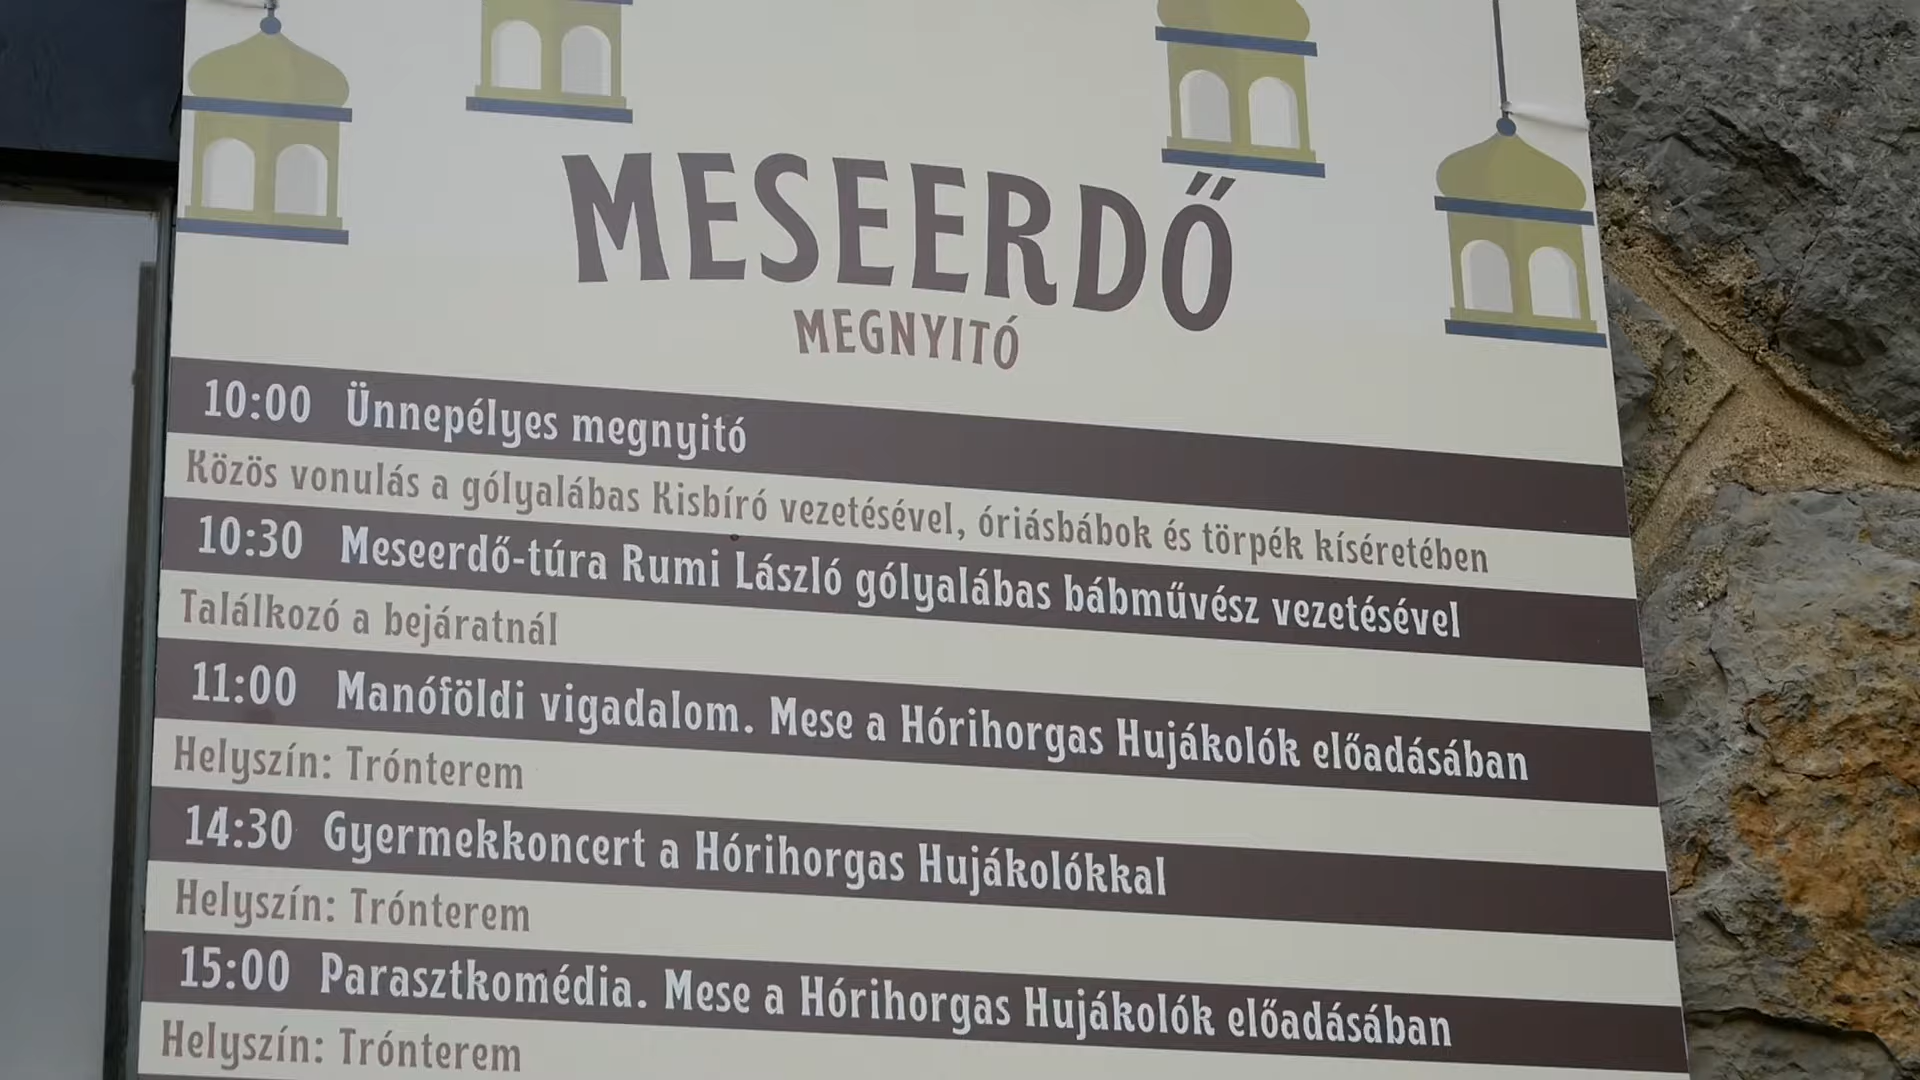 MESEERDŐ
MEGNYITÓ
10:00 Ünnepélyes megnyitó
Közös vonulás a gólyalábas Kisbíró vezetésével, óriásbábok és törpék kíséretében
10:30 Meseerdő-túra Rumi László gólyalábas bábművész vezetésével
Találkozó a bejáratnál
11:00 Manóföldi vigadalom. Mese a Hórihorgas Hujákolók előadásában
Helyszín: Trónterem
14:30 Gyermekkoncert a Hórihorgas Hujákolókkal
Helyszín: Trónterem
15:00 Parasztkomédia. Mese a Hórihorgas Hujákolók előadásában
Helyszín: Trónterem